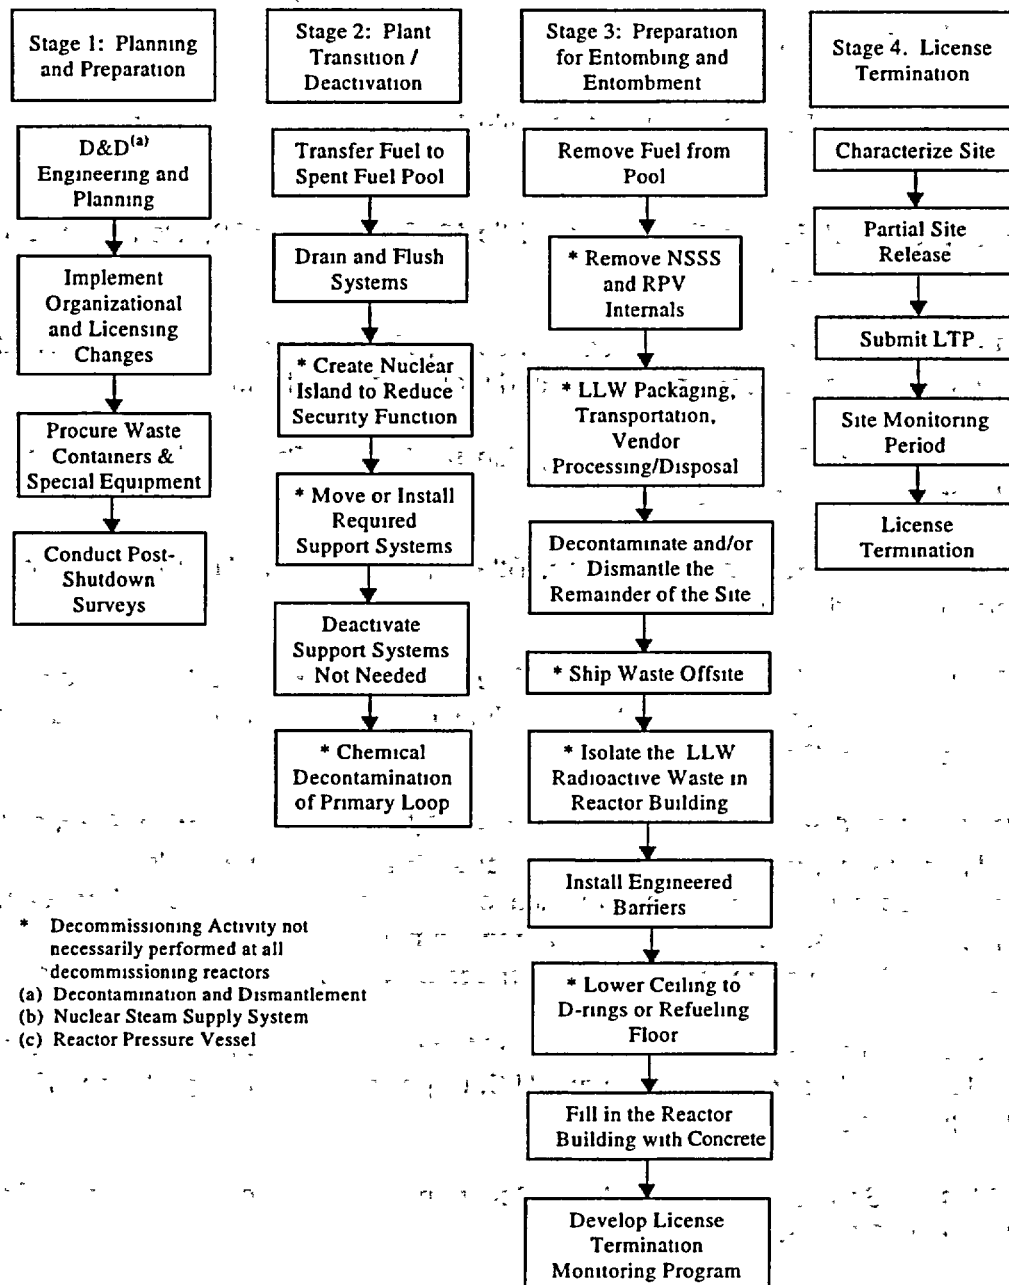 Stage 1: Planning
and Preparation
D&D(a)
Engineering and
Planning
Implement
Organizational
and Licensing
Changes
Procure Waste
Containers &
Special Equipment
Conduct Post-
Shutdown
Surveys
Stage 2: Plant
Transition /
Deactivation
Transfer Fuel to
Spent Fuel Pool
Drain and Flush
Systems
* Create Nuclear
Island to Reduce
Security Function
* Move or Install
Required
Support Systems
Deactivate
Support Systems
Not Needed
* Chemical
Decontamination
of Primary Loop
Stage 3: Preparation
for Entombing and
Entombment
Remove Fuel from
Pool
* Remove NSSS
and RPV
Internals
* LLW Packaging,
Transportation,
Vendor
Processing/Disposal
Decontaminate and/or
Dismantle the
Remainder of the Site
* Ship Waste Offsite
* Isolate the LLW
Radioactive Waste in
Reactor Building
Install Engineered
Barriers
* Lower Ceiling to
D-rings or Refueling
Floor
Fill in the Reactor
Building with Concrete
Develop License
Termination
Monitoring Program
Stage 4. License
Termination
Characterize Site
Partial Site
Release
Submit LTP
Site Monitoring
Period
License
Termination
* Decommissioning Activity not
necessarily performed at all
decommissioning reactors
(a) Decontamination and Dismantlement
(b) Nuclear Steam Supply System
(c) Reactor Pressure Vessel